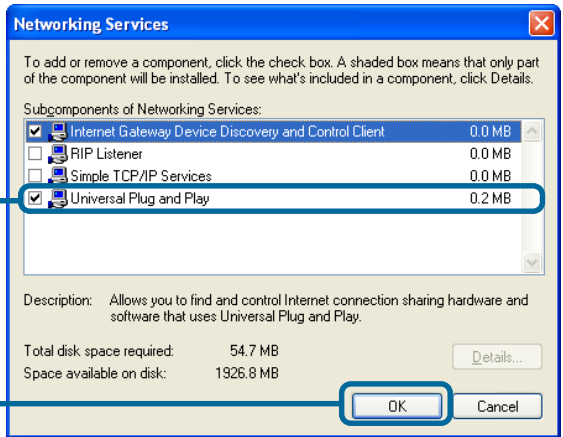 Networking Services
To add or remove a component, click the check box. A shaded box means that only part
of the component will be installed. To see what's included in a component, click Details.
Subcomponents of Networking Services:
Internet Gateway Device Discovery and Control Client 0.0 MB
RIP Listener 0.0 MB
Simple TCP/IP Services 0.0 MB
Universal Plug and Play 0.2 MB
Description: Allows you to find and control Internet connection sharing hardware and
software that uses Universal Plug and Play.
Total disk space required: 54.7 MB
Details...
Space available on disk: 1926.8 MB
OK Cancel